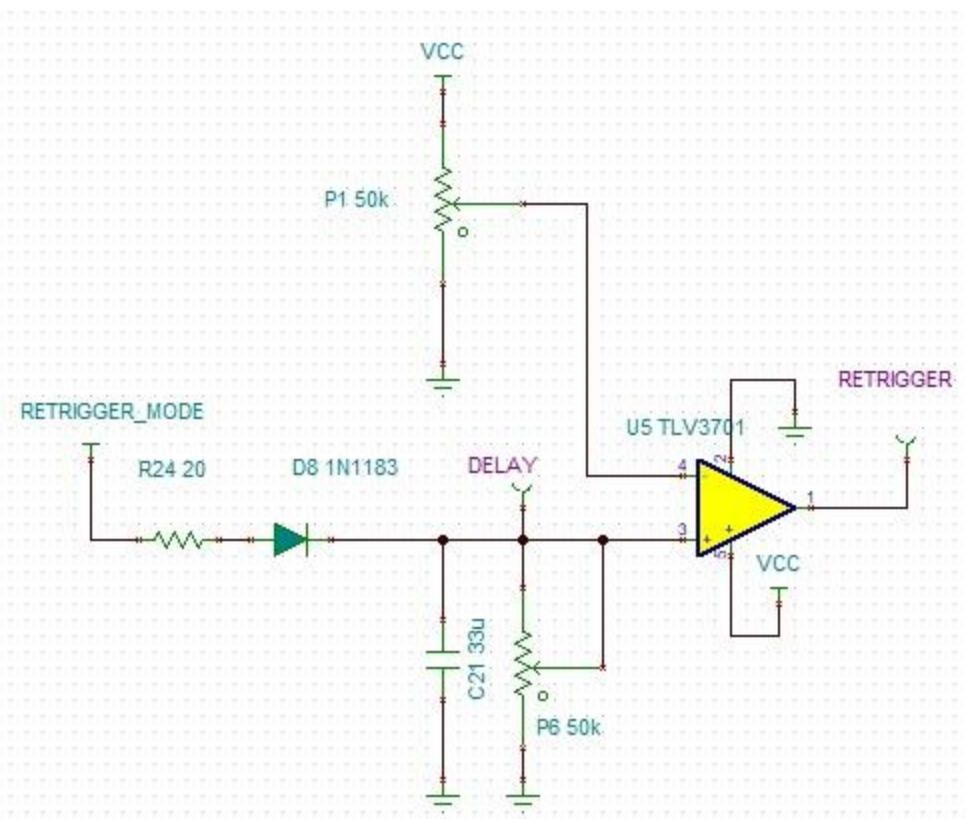 VCC
P1 50k
RETRIGGER
RETRIGGER_MODE
U5 TLV3701
R24 20
D8 1N1183
DELAY
4
2
-
1
3
+
+
5
VCC
C21 33u
P6 50k